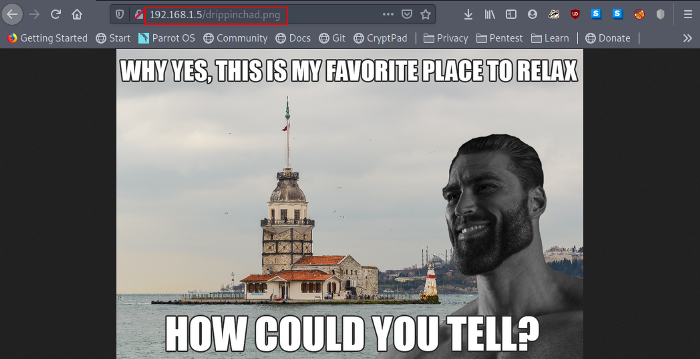 192.168.1.5/drippinchad.png
Getting Started Start Parrot OS Community Docs Git CryptPad Privacy Pentest Learn Donate
WHY YES, THIS IS MY FAVORITE PLACE TO RELAX
HOW COULD YOU TELL?